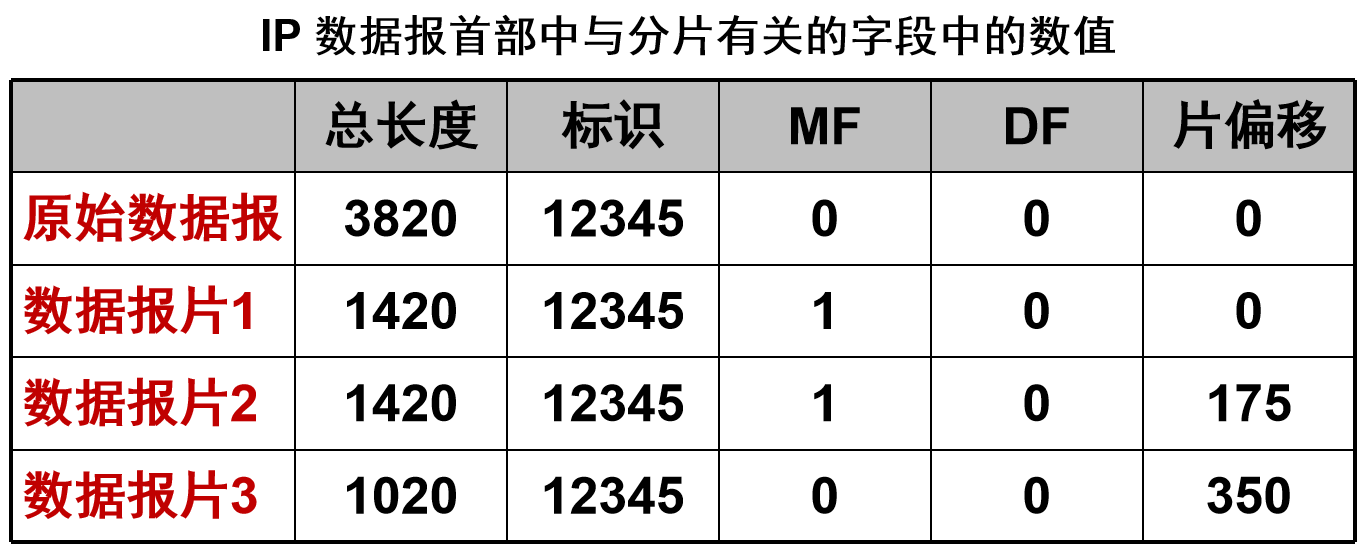 IP 数据报首部中与分片有关的字段中的数值
总长度 标识 MF DF 片偏移
原始数据报 3820 12345 0 0 0
数据报片1 1420 12345 1 0 0
数据报片2 1420 12345 1 0 175
数据报片3 1020 12345 0 0 350